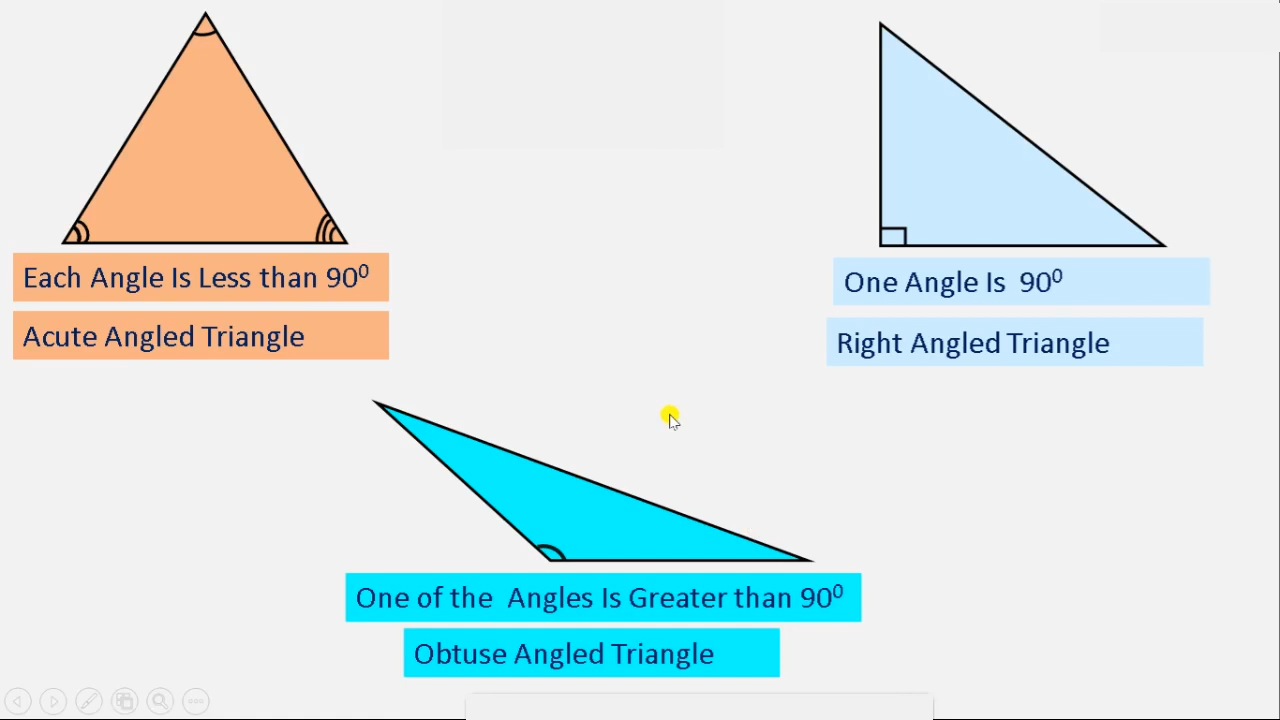 Each Angle Is Less than 90⁰
Acute Angled Triangle
One Angle Is  90⁰
Right Angled Triangle
One of the  Angles Is Greater than 90⁰
Obtuse Angled Triangle